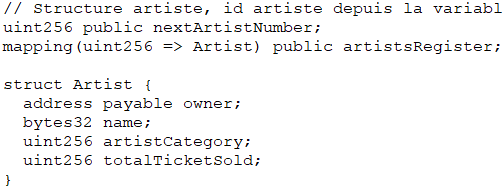 // Structure artiste, id artiste depuis la variabl
uint256 public nextArtistNumber;
mapping(uint256 => Artist) public artistsRegister;
struct Artist {
address payable owner;
bytes32 name;
uint256 artistCategory;
uint256 totalTicketSold;
}